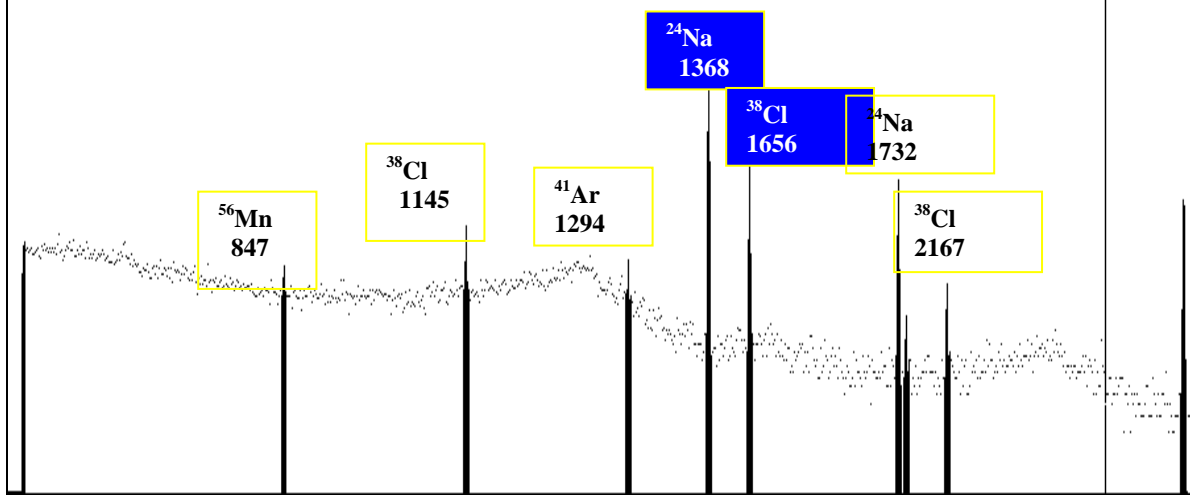 ⁵⁶Mn
847
³⁸Cl
1145
⁴¹Ar
1294
²⁴Na
1368
³⁸Cl
1656
²⁴Na
1732
³⁸Cl
2167